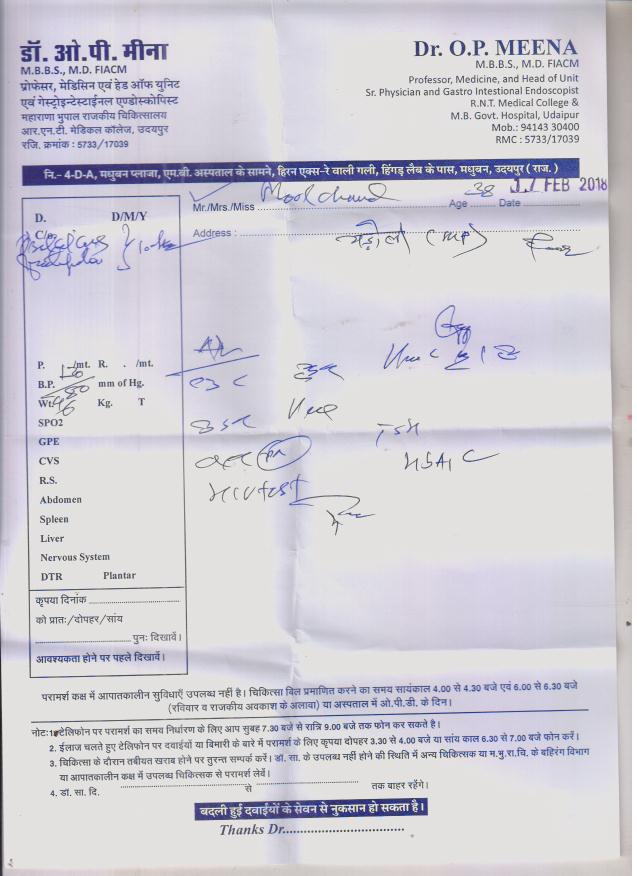 डॉ. ओ.पी. मीना
M.B.B.S., M.D. FIACM
प्रोफेसर, मेडिसिन एवं हेड ऑफ यूनिट
एवं गेस्ट्रोइन्टेस्टाईनल एण्डोस्कोपिस्ट
महाराणा भुपाल राजकीय चिकित्सालय
आर.एन.टी. मेडिकल कॉलेज, उदयपुर
रजि. क्रमांक : 5733/17039
Dr. O.P. MEENA
M.B.B.S., M.D. FIACM
Professor, Medicine, and Head of Unit
Sr. Physician and Gastro Intestional Endoscopist
R.N.T. Medical College &
M.B. Govt. Hospital, Udaipur
Mob.: 94143 30400
RMC : 5733/17039
नि.- 4-D-A, मधुबन प्लाजा, एम.बी. अस्पताल के सामने, हिरन एक्स-रे वाली गली, हिंगड़ लैब के पास, मधुबन, उदयपुर ( राज. )
Mr./Mrs./Miss Mool chand Age 38 Date 17 FEB 2018
Address : (MP)
D. D/M/Y
C/o
P. /mt. R. . /mt.
B.P. mm of Hg.
Wt. 46 Kg. T
SPO2
GPE
CVS
R.S.
Abdomen
Spleen
Liver
Nervous System
DTR Plantar
TSH
HIV test
कृपया दिनांक
को प्रातः/दोपहर/सांय
पुनः दिखावें।
आवश्यकता होने पर पहले दिखावें।
परामर्श कक्ष में आपातकालीन सुविधाऐं उपलब्ध नहीं है। चिकित्सा बिल प्रमाणित करने का समय सायंकाल 4.00 से 4.30 बजे एवं 6.00 से 6.30 बजे
(रविवार व राजकीय अवकाश के अलावा) या अस्पताल में ओ.पी.डी. के दिन।
नोटः 1. टेलिफोन पर परामर्श का समय निर्धारण के लिए आप सुबह 7.30 बजे से रात्रि 9.00 बजे तक फोन कर सकते है।
2. ईलाज चलते हुए टेलिफोन पर दवाईयों या बिमारी के बारे में परामर्श के लिए कृपया दोपहर 3.30 से 4.00 बजे या सांय काल 6.30 से 7.00 बजे फोन करें।
3. चिकित्सा के दौरान तबीयत खराब होने पर तुरन्त सम्पर्क करें। डॉ. सा. के उपलब्ध नहीं होने की स्थिति में अन्य चिकित्सक या म.भु.रा.चि. के बहिरंग विभाग
या आपातकालीन कक्ष में उपलब्ध चिकित्सक से परामर्श लेवें।
4. डॉ. सा. दि. से तक बाहर रहेंगे।
बदली हुई दवाईयों के सेवन से नुकसान हो सकता है।
Thanks Dr.